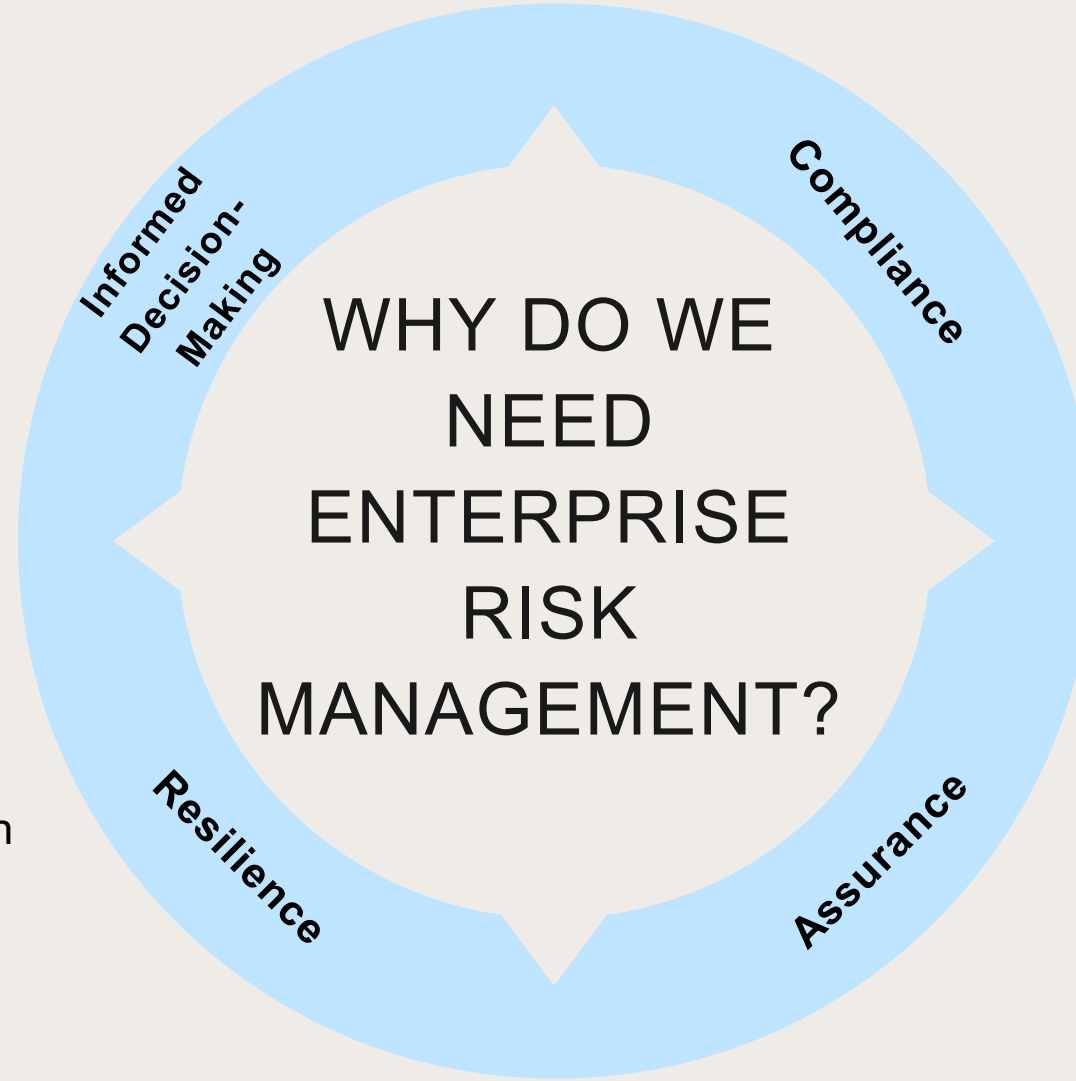 Informed
Decision-
Making
Compliance
WHY DO WE
NEED
ENTERPRISE
RISK
MANAGEMENT?
n
Resilience
Assurance